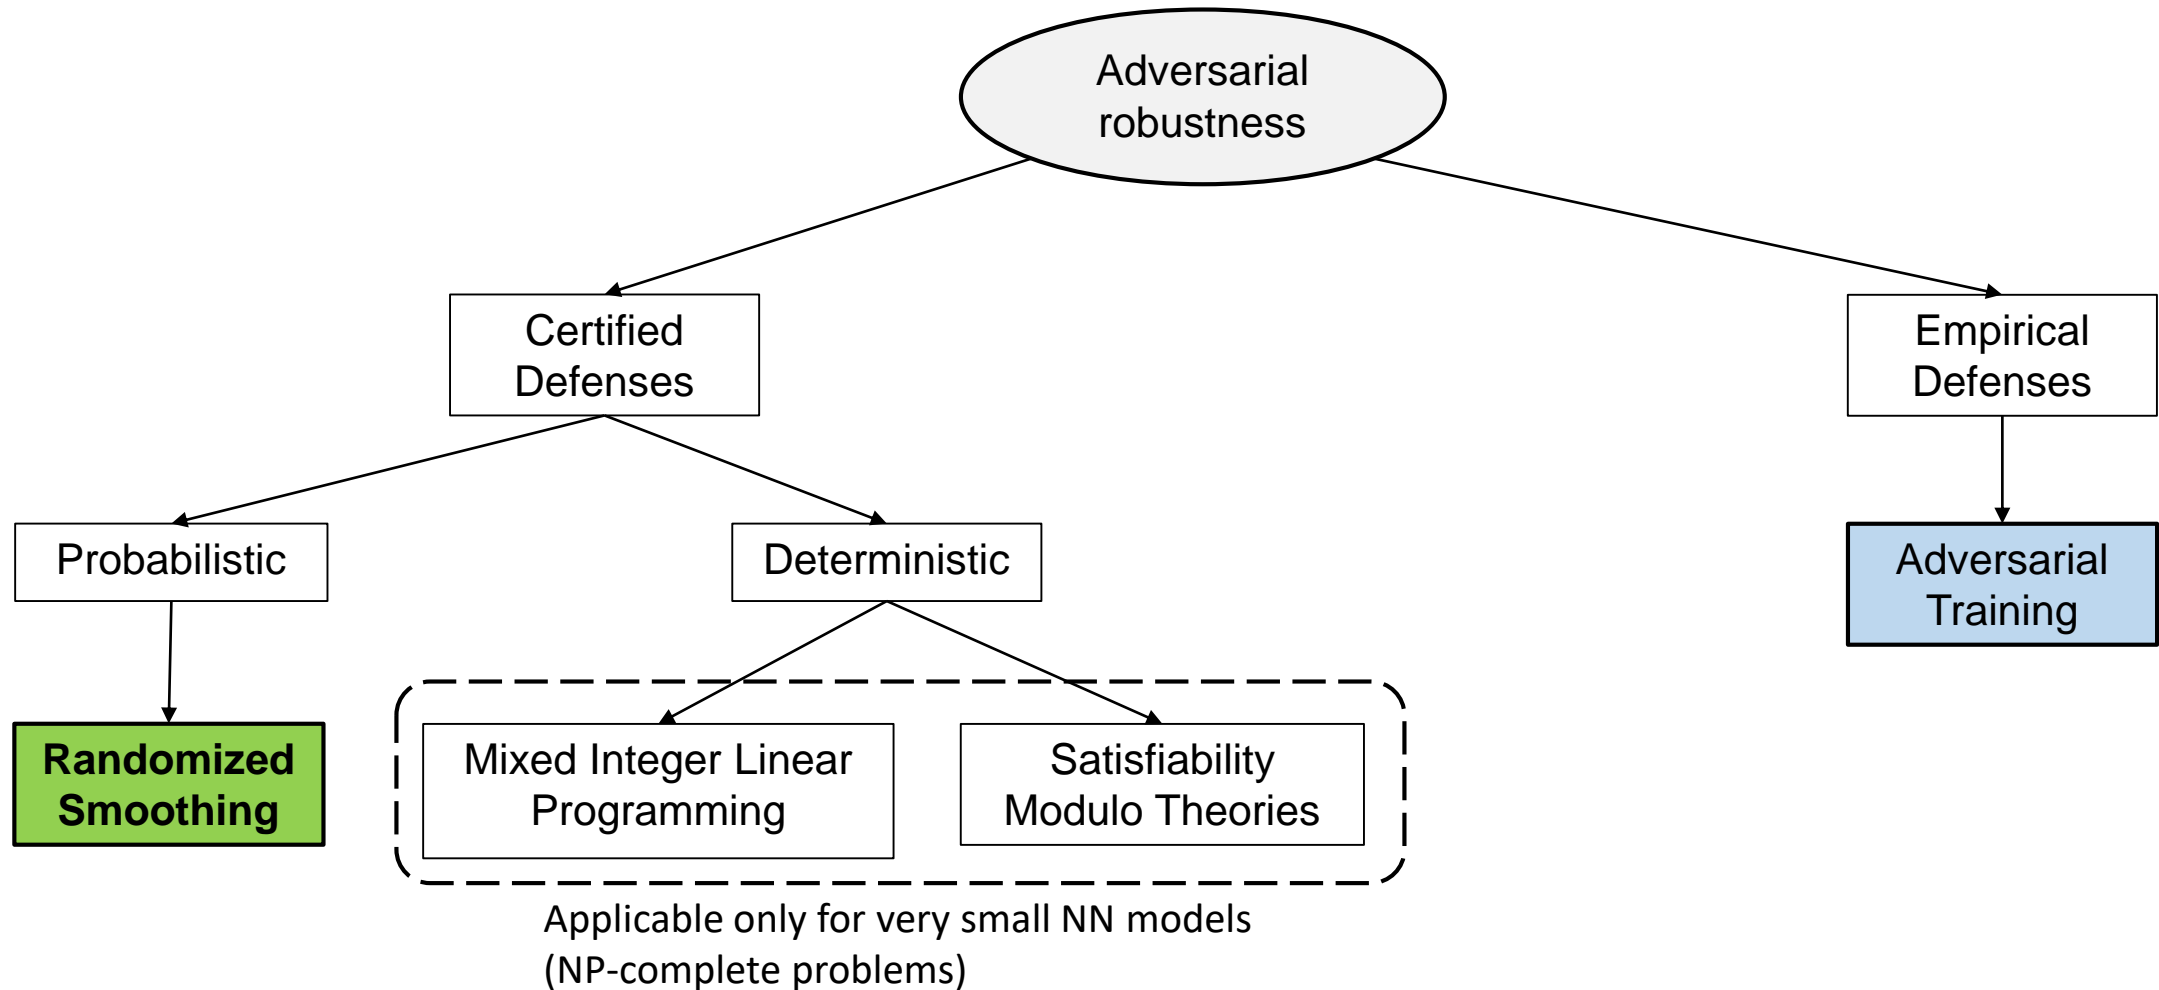 Adversarial
robustness
Certified
Defenses
Empirical
Defenses
Probabilistic
Deterministic
Adversarial
Training
Randomized
Smoothing
Mixed Integer Linear
Programming
Satisfiability
Modulo Theories
Applicable only for very small NN models
(NP-complete problems)